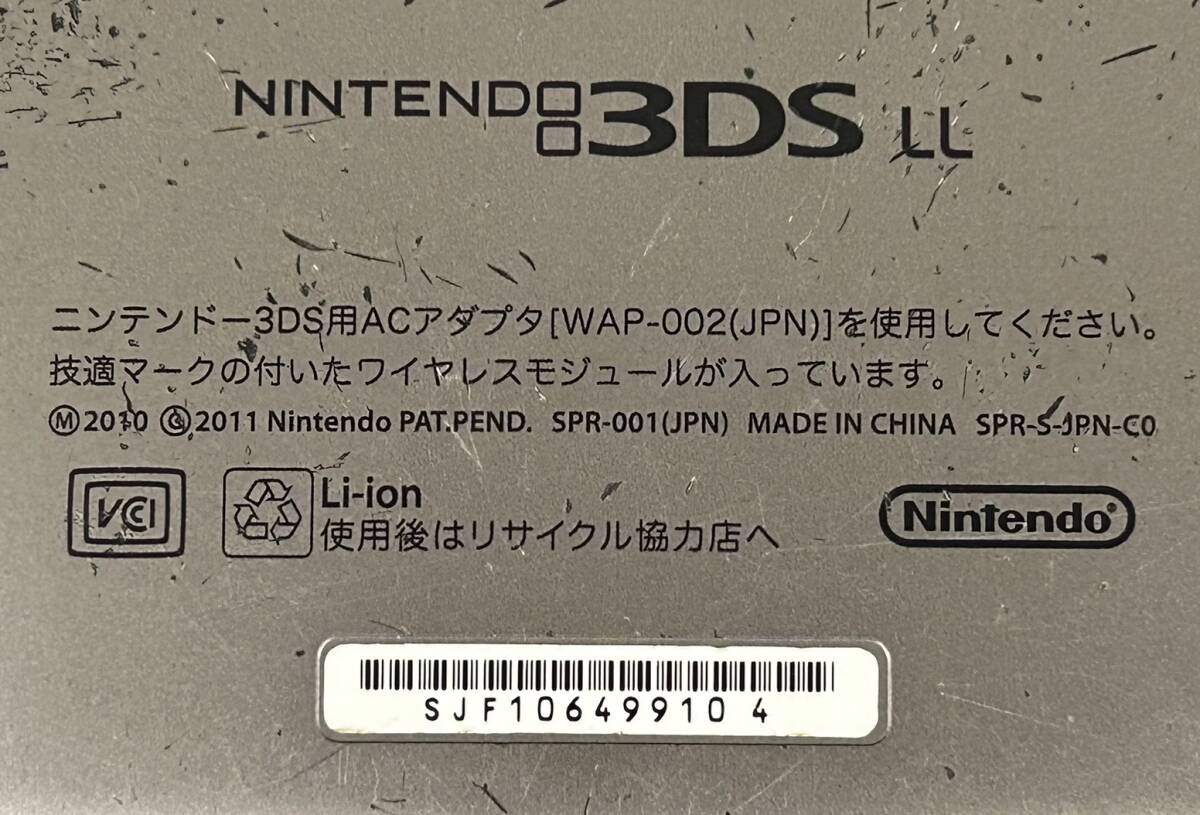 NINTENDO 3DS LL
ニンテンドー3DS用ACアダプタ[WAP-002(JPN)]を使用してください。
技適マークの付いたワイヤレスモジュールが入っています。
Ⓜ2010 ©2011 Nintendo PAT.PEND. SPR-001(JPN) MADE IN CHINA SPR-S-JPN-C0
VCI
Li-ion
使用後はリサイクル協力店へ
Nintendo®
SJF10649910 4